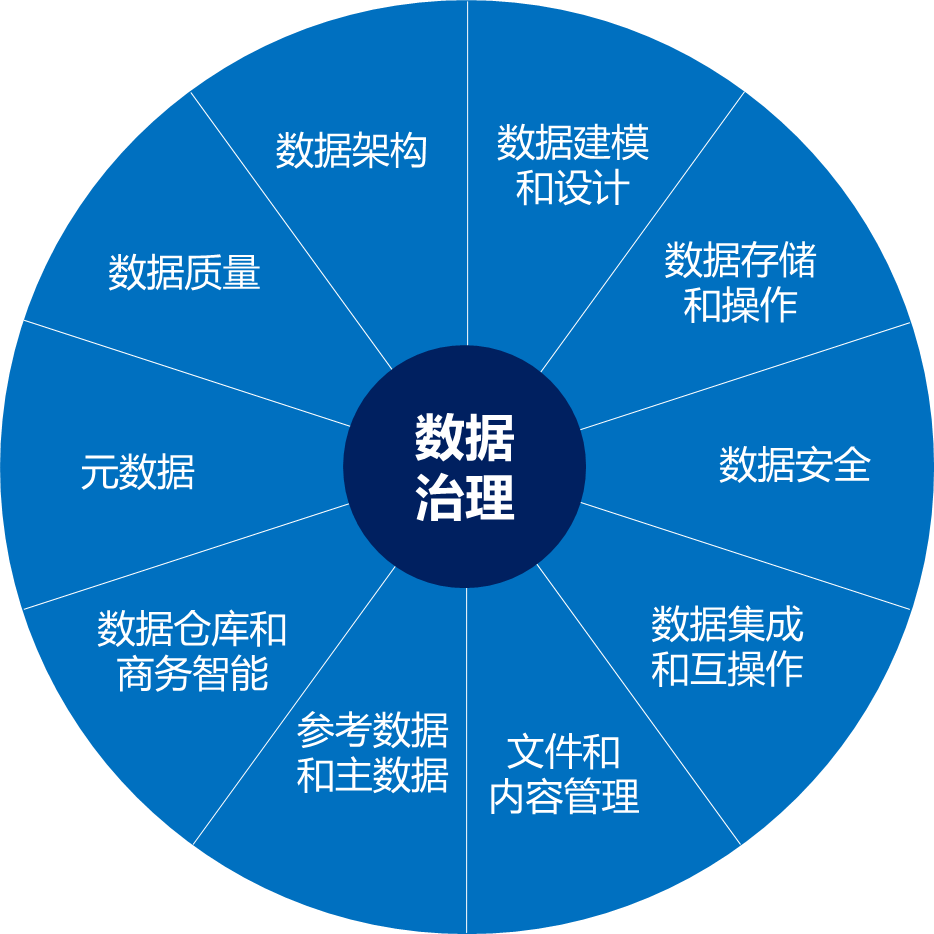 数据架构
数据建模
和设计
数据存储
和操作
数据安全
数据集成
和互操作
文件和
内容管理
参考数据
和主数据
数据仓库和
商务智能
元数据
数据质量
数据
治理